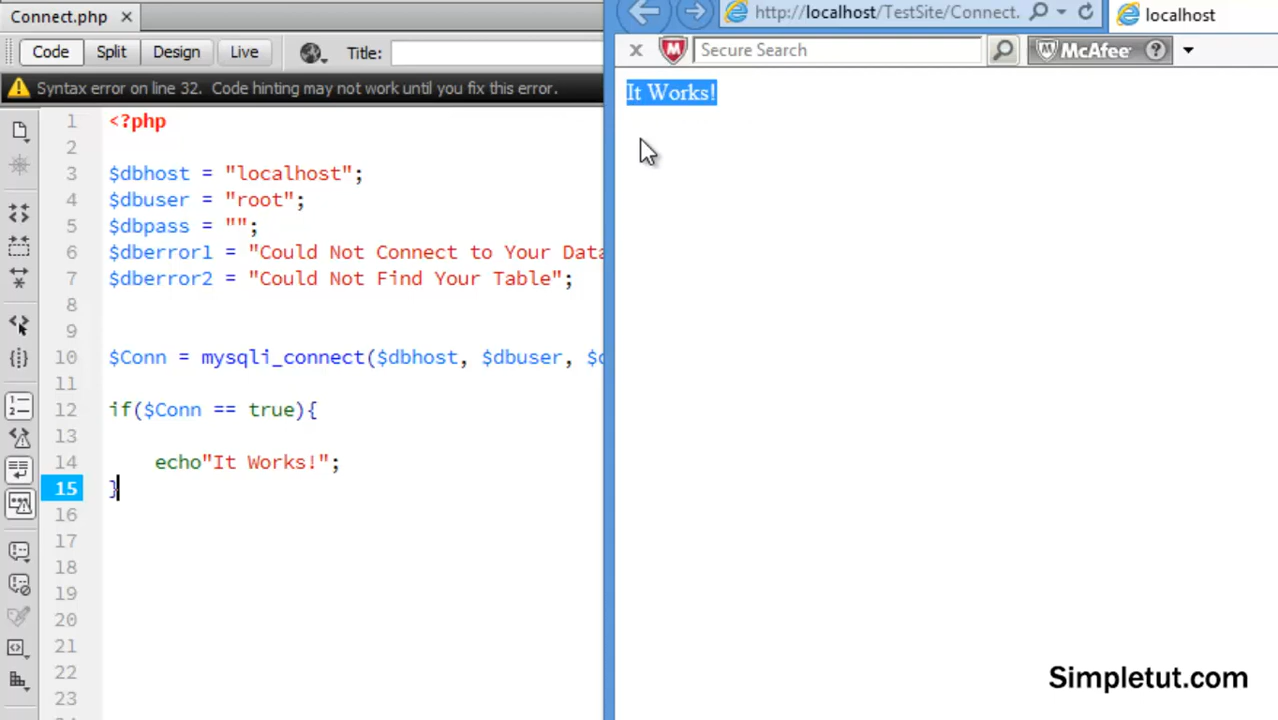 Connect.php ×
Code Split Design Live Title:
Syntax error on line 32. Code hinting may not work until you fix this error.
1 <?php
2
3 $dbhost = "localhost";
4 $dbuser = "root";
5 $dbpass = "";
6 $dberror1 = "Could Not Connect to Your Data
7 $dberror2 = "Could Not Find Your Table";
8
9
10 $Conn = mysqli_connect($dbhost, $dbuser, $
11
12 if($Conn == true){
13
14 echo"It Works!";
15 }
16
17
18
19
20
21
22
23
http://localhost/TestSite/Connect.
localhost
× Secure Search McAfee ?
It Works!
Simpletut.com